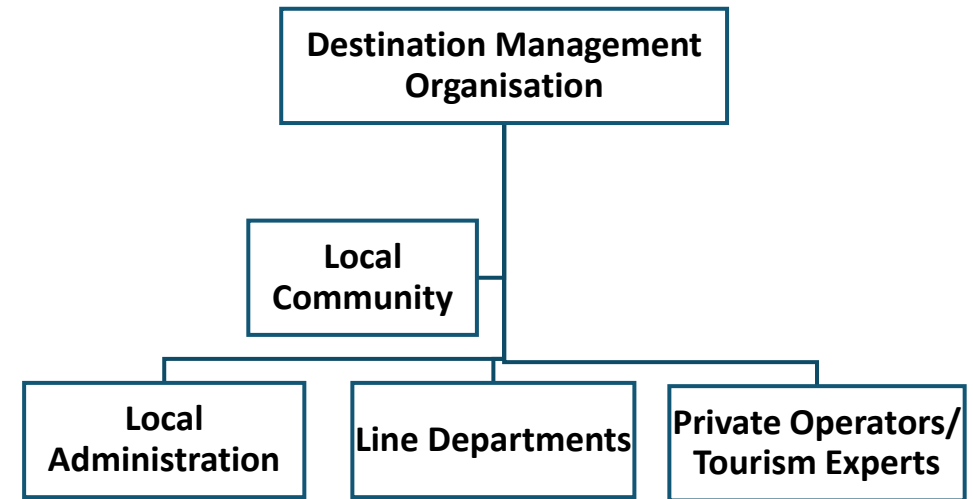 Destination Management
Organisation
Local
Community
Local
Administration
Line Departments
Private Operators/
Tourism Experts